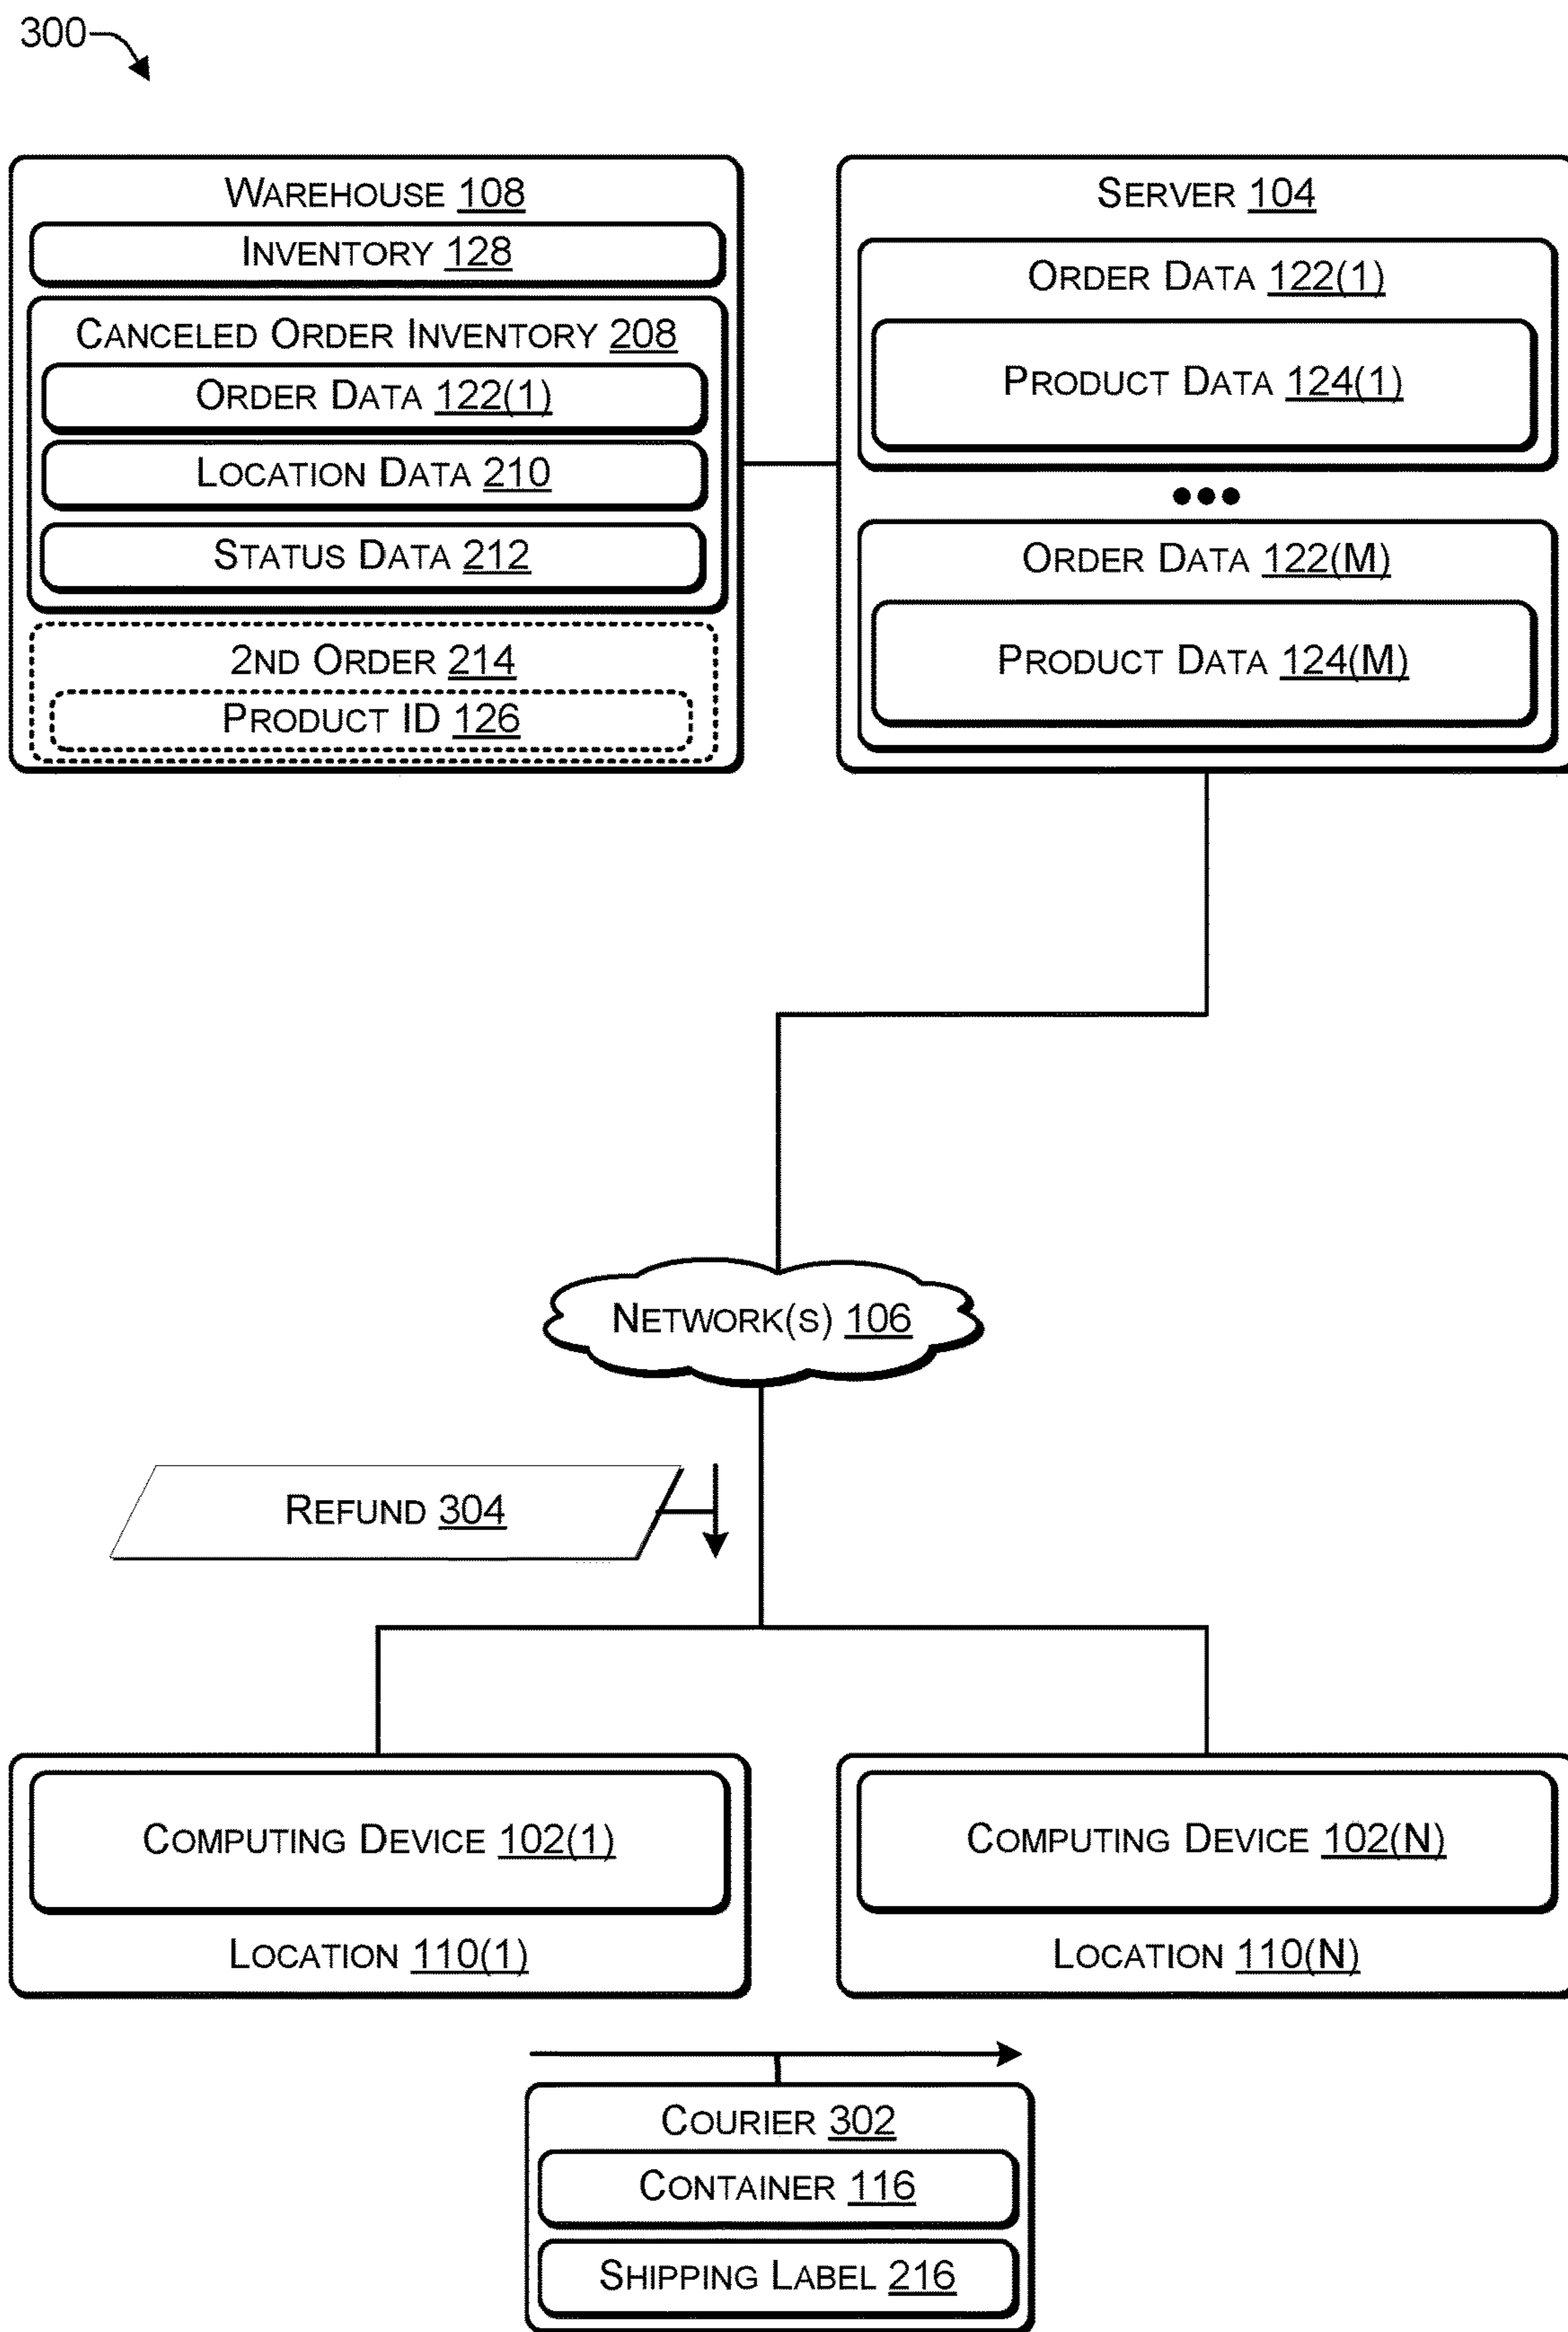 300
WAREHOUSE 108
INVENTORY 128
CANCELED ORDER INVENTORY 208
ORDER DATA 122(1)
LOCATION DATA 210
STATUS DATA 212
2ND ORDER 214
PRODUCT ID 126
SERVER 104
ORDER DATA 122(1)
PRODUCT DATA 124(1)
ORDER DATA 122(M)
PRODUCT DATA 124(M)
NETWORK(S) 106
REFUND 304
COMPUTING DEVICE 102(1)
LOCATION 110(1)
COMPUTING DEVICE 102(N)
LOCATION 110(N)
COURIER 302
CONTAINER 116
SHIPPING LABEL 216